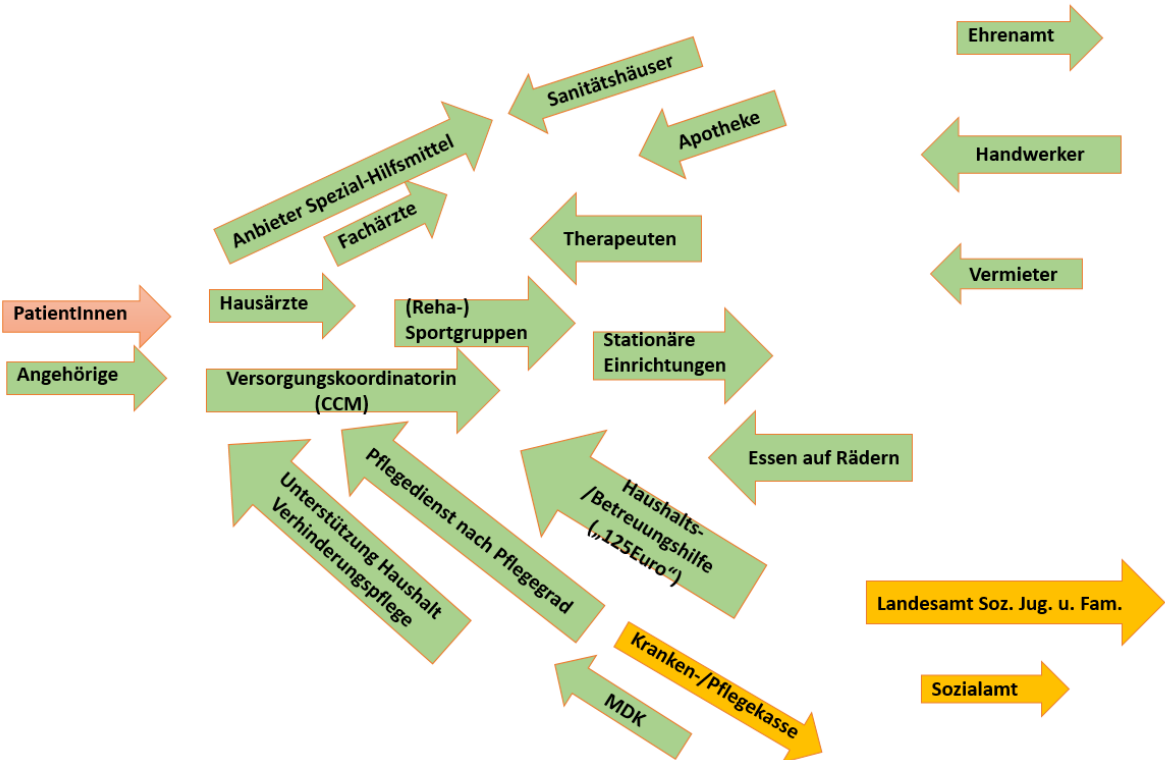 Ehrenamt
Sanitätshäuser
Apotheke
Handwerker
Anbieter Spezial-Hilfsmittel
Fachärzte
Therapeuten
Vermieter
PatientInnen
Hausärzte
(Reha-)
Sportgruppen
Stationäre
Einrichtungen
Angehörige
Versorgungskoordinatorin
(CCM)
Essen auf Rädern
Unterstützung Haushalt
Verhinderungspflege
Pflegedienst nach Pflegegrad
Haushalts-
/Betreuungshilfe
(„125Euro“)
Landesamt Soz. Jug. u. Fam.
Kranken-/Pflegekasse
Sozialamt
MDK